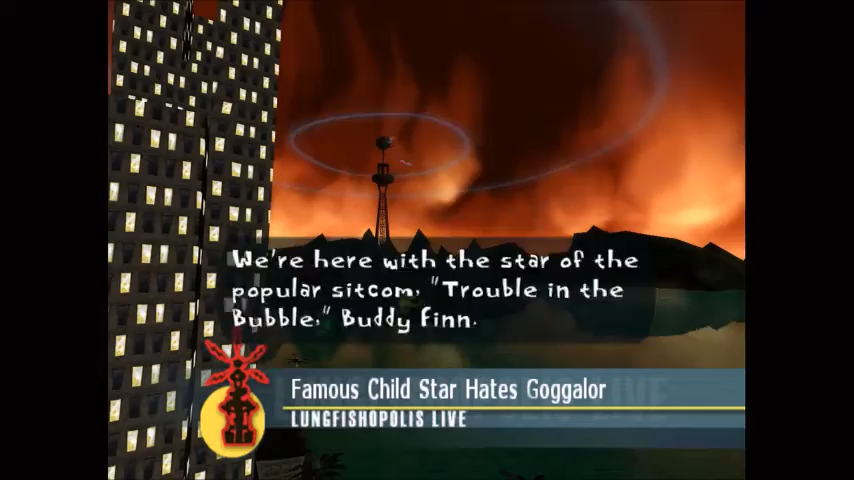 We're here with the star of the
popular sitcom, "Trouble in the
Bubble," Buddy Finn.
Famous Child Star Hates Goggalor
LUNGFISHOPOLIS LIVE